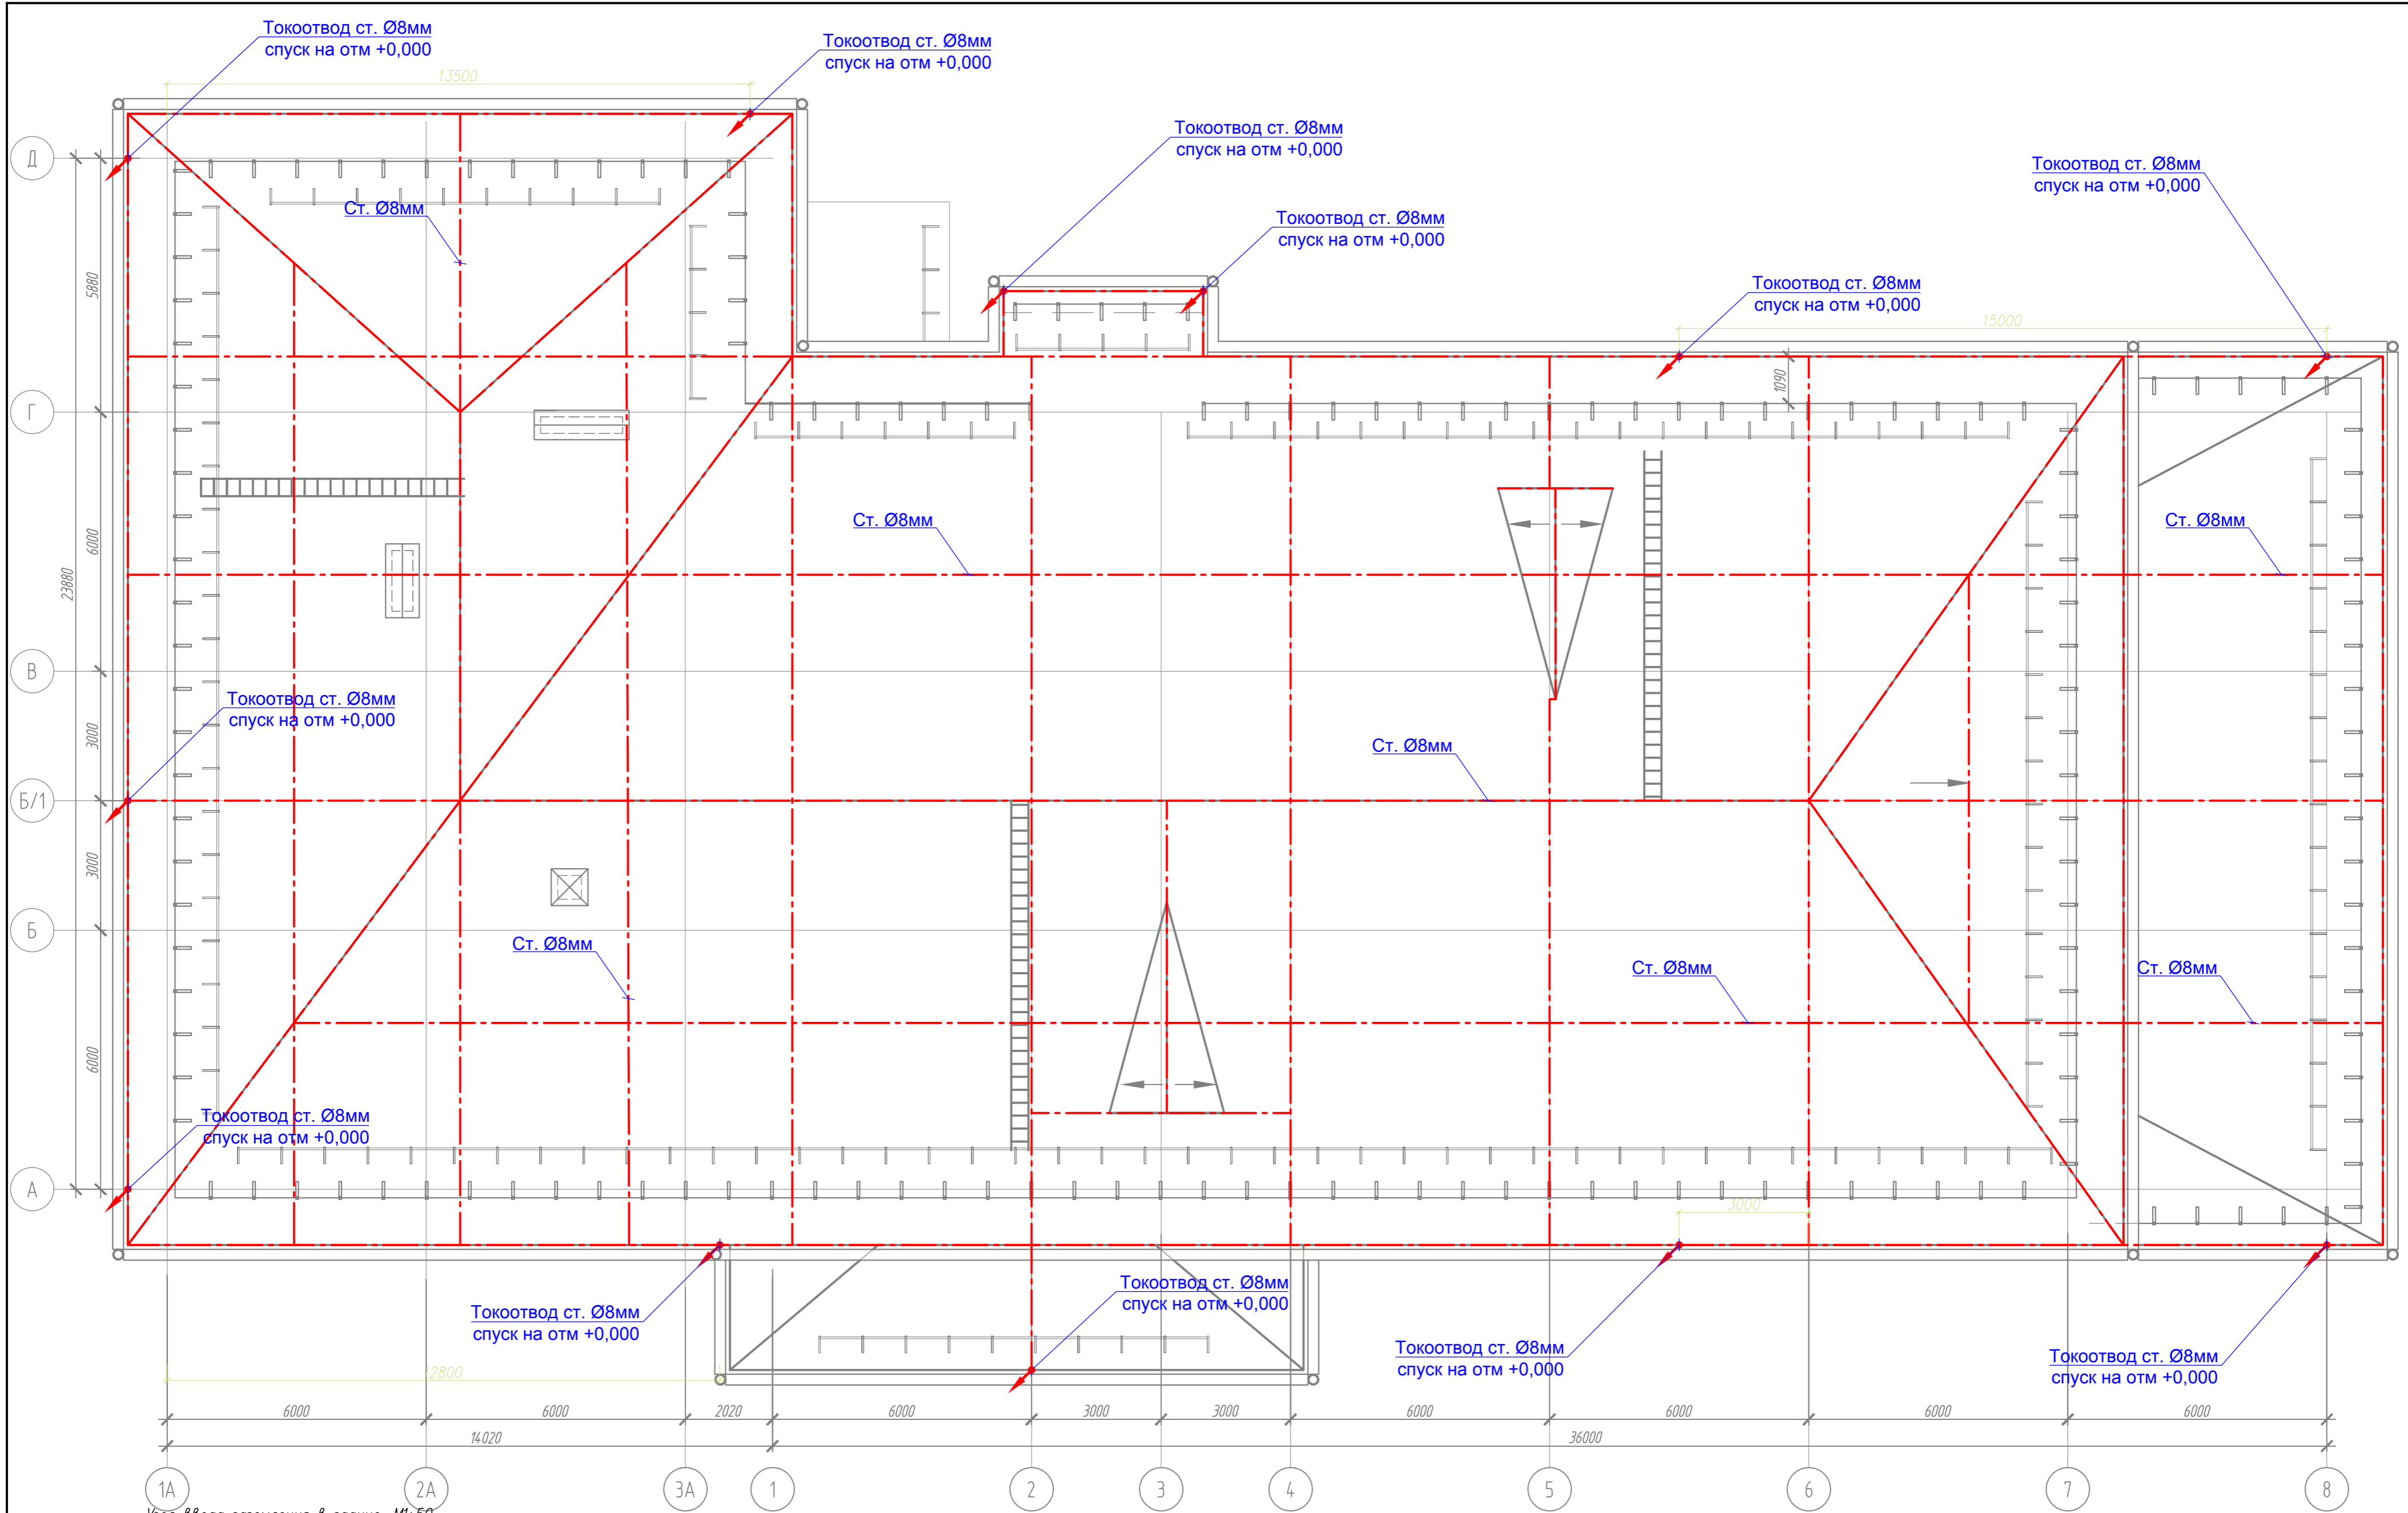 Токоотвод ст. Ø8мм
спуск на отм +0,000
Токоотвод ст. Ø8мм
спуск на отм +0,000
13500
Токоотвод ст. Ø8мм
спуск на отм +0,000
Токоотвод ст. Ø8мм
спуск на отм +0,000
Д
Ст. Ø8мм
Токоотвод ст. Ø8мм
спуск на отм +0,000
Токоотвод ст. Ø8мм
спуск на отм +0,000
5880
15000
1090
Г
6000
Ст. Ø8мм
Ст. Ø8мм
23880
В
Токоотвод ст. Ø8мм
спуск на отм +0,000
3000
Ст. Ø8мм
Б/1
3000
Б
Ст. Ø8мм
Ст. Ø8мм
Ст. Ø8мм
6000
Токоотвод ст. Ø8мм
спуск на отм +0,000
А
3000
Токоотвод ст. Ø8мм
спуск на отм +0,000
Токоотвод ст. Ø8мм
спуск на отм +0,000
Токоотвод ст. Ø8мм
спуск на отм +0,000
Токоотвод ст. Ø8мм
спуск на отм +0,000
12800
6000
6000
2020
6000
3000
3000
6000
6000
6000
6000
14020
36000
1А
2А
3А
1
2
3
4
5
6
7
8
ввода заземления в здание М1:50